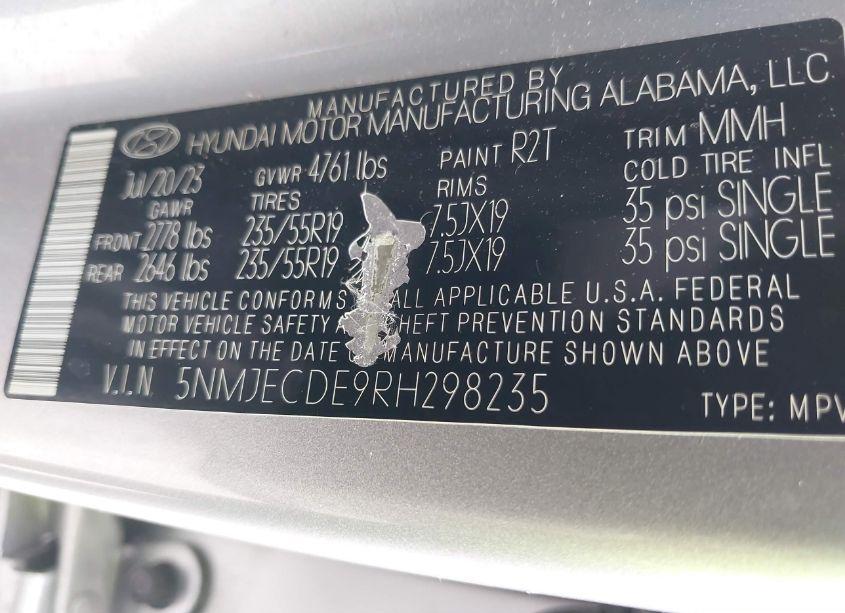 MANUFACTURED BY
HYUNDAI MOTOR MANUFACTURING ALABAMA, LLC
Jul/20/23 GVWR 4761 lbs PAINT R2T TRIM MMH
GAWR TIRES RIMS COLD TIRE INFL
FRONT 2778 lbs 235/55R19 7.5JX19 35 psi SINGLE
REAR 2646 lbs 235/55R19 7.5JX19 35 psi SINGLE
THIS VEHICLE CONFORMS ALL APPLICABLE U.S.A. FEDERAL
MOTOR VEHICLE SAFETY PREVENTION STANDARDS
IN EFFECT ON THE DATE MANUFACTURE SHOWN ABOVE
V.I.N 5NMJECDE9RH298235 TYPE: MPV